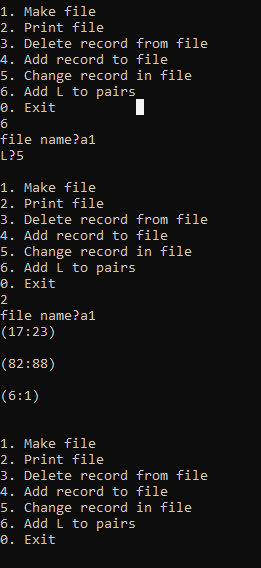 1. Make file
2. Print file
3. Delete record from file
4. Add record to file
5. Change record in file
6. Add L to pairs
0. Exit
6
file name?a1
L?5
1. Make file
2. Print file
3. Delete record from file
4. Add record to file
5. Change record in file
6. Add L to pairs
0. Exit
2
file name?a1
(17:23)
(82:88)
(6:1)
1. Make file
2. Print file
3. Delete record from file
4. Add record to file
5. Change record in file
6. Add L to pairs
0. Exit